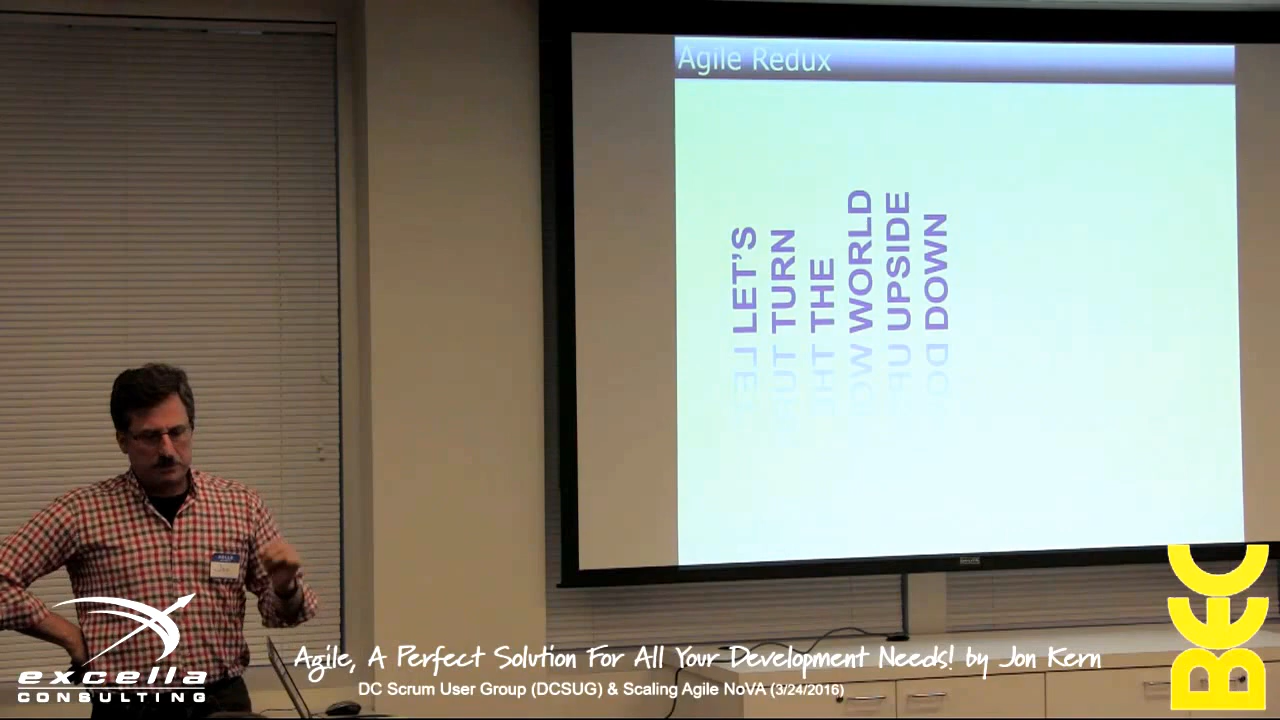 Agile Redux
LET'S
TURN
THE
WORLD
UPSIDE
DOWN
HELLO
excella
CONSULTING
Agile, A Perfect Solution For All Your Development Needs! by Jon Kern
DC Scrum User Group (DCSUG) & Scaling Agile NoVA (3/24/2016)
BEC